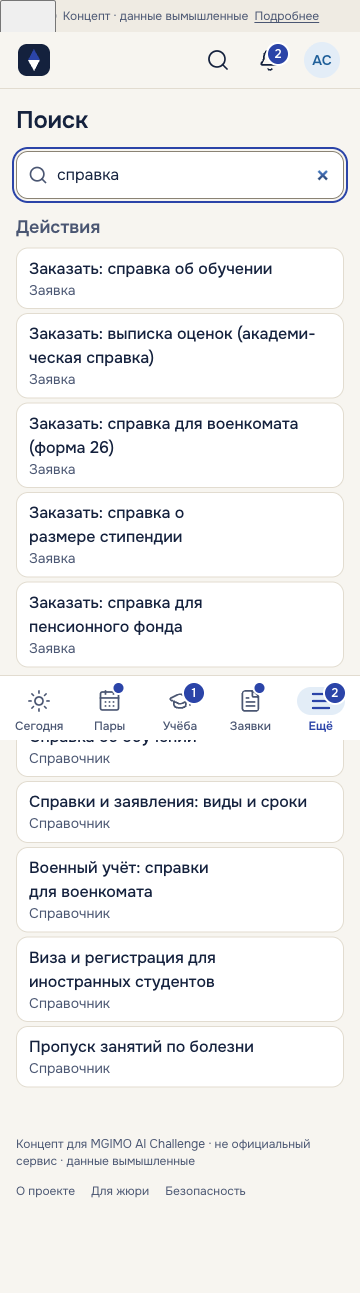 Концепт · данные вымышленные Подробнее
2
АС
Поиск
справка
Действия
Заказать: справка об обучении
Заявка
Заказать: выписка оценок (академи-
ческая справка)
Заявка
Заказать: справка для военкомата
(форма 26)
Заявка
Заказать: справка о
размере стипендии
Заявка
Заказать: справка для
пенсионного фонда
Заявка
1
2
Сегодня
Пары
Учёба
Заявки
Ещё
Справка об обучении
Справочник
Справки и заявления: виды и сроки
Справочник
Военный учёт: справки
для военкомата
Справочник
Виза и регистрация для
иностранных студентов
Справочник
Пропуск занятий по болезни
Справочник
Концепт для MGIMO AI Challenge · не официальный
сервис · данные вымышленные
О проекте Для жюри Безопасность